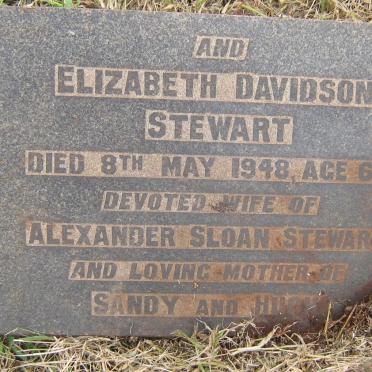 AND
ELIZABETH DAVIDSON
STEWART
DIED 8TH MAY 1948, AGE 6
DEVOTED WIFE OF
ALEXANDER SLOAN STEWAR
AND LOVING MOTHER OF
SANDY AND